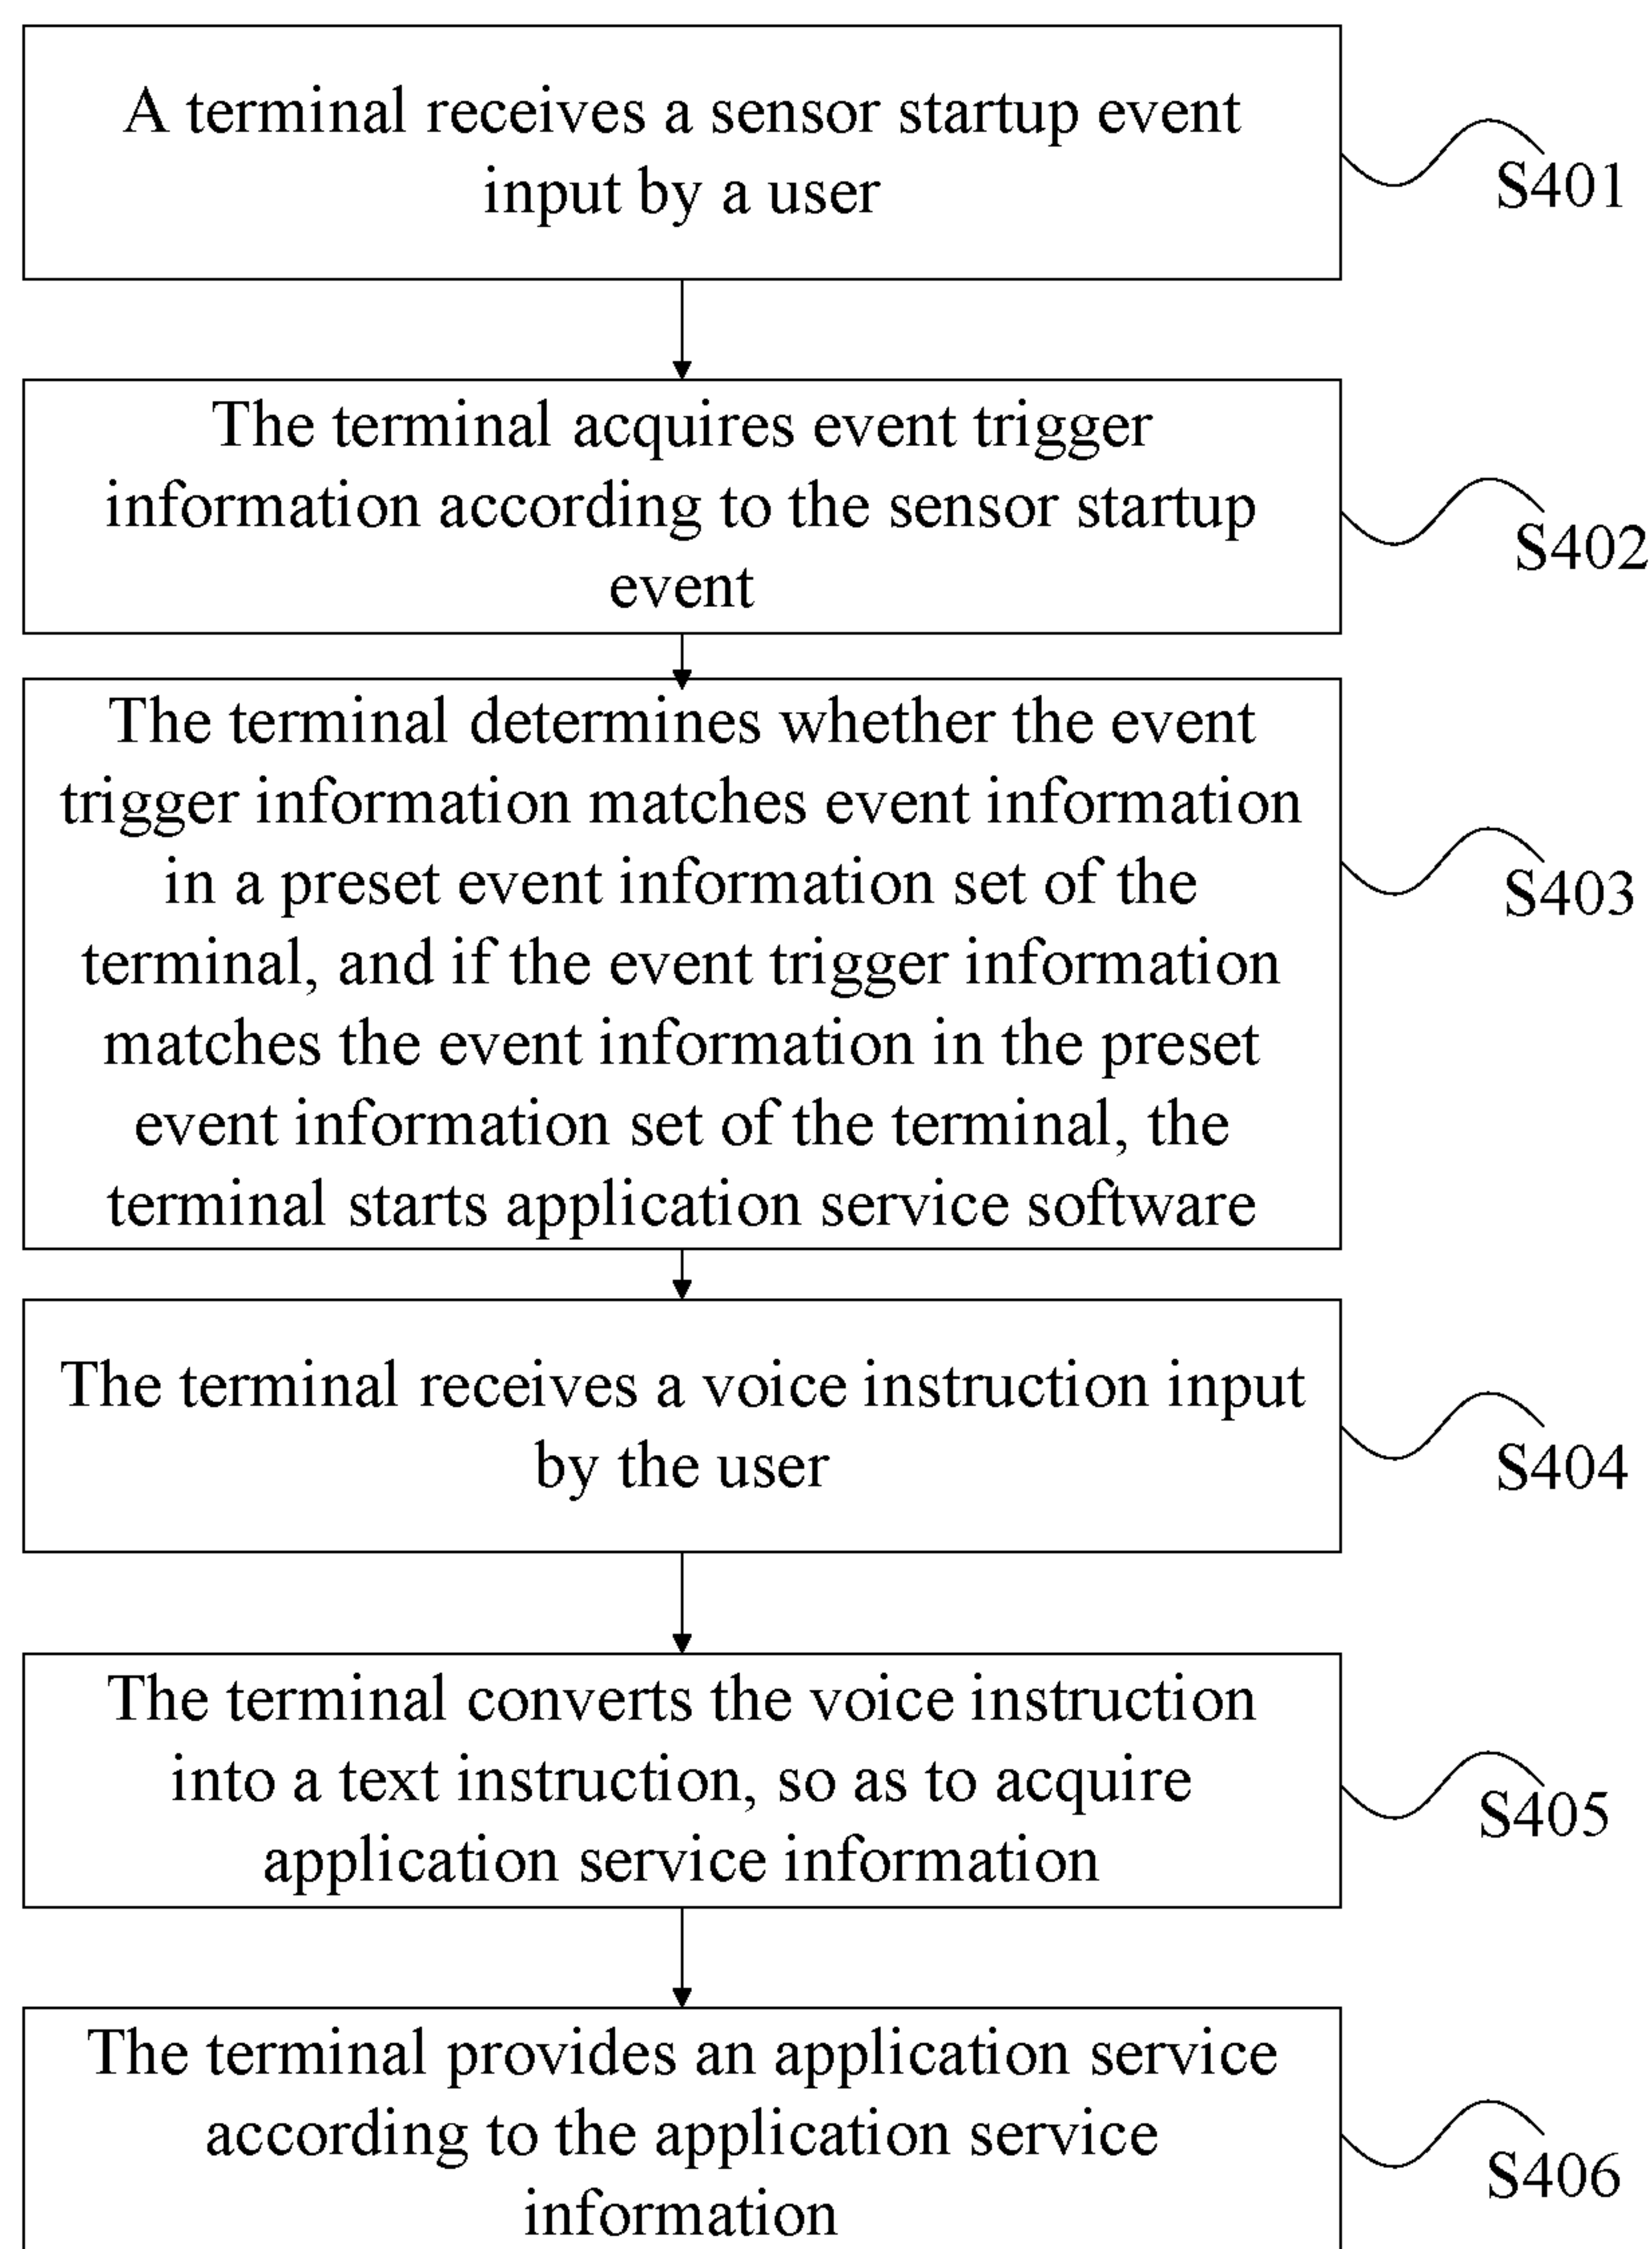 A terminal receives a sensor startup event
input by a user
S401
The terminal acquires event trigger
information according to the sensor startup
event
S402
The terminal determines whether the event
trigger information matches event information
in a preset event information set of the
terminal, and if the event trigger information
matches the event information in the preset
event information set of the terminal, the
terminal starts application service software
S403
The terminal receives a voice instruction input
by the user
S404
The terminal converts the voice instruction
into a text instruction, so as to acquire
application service information
S405
The terminal provides an application service
according to the application service
information
S406